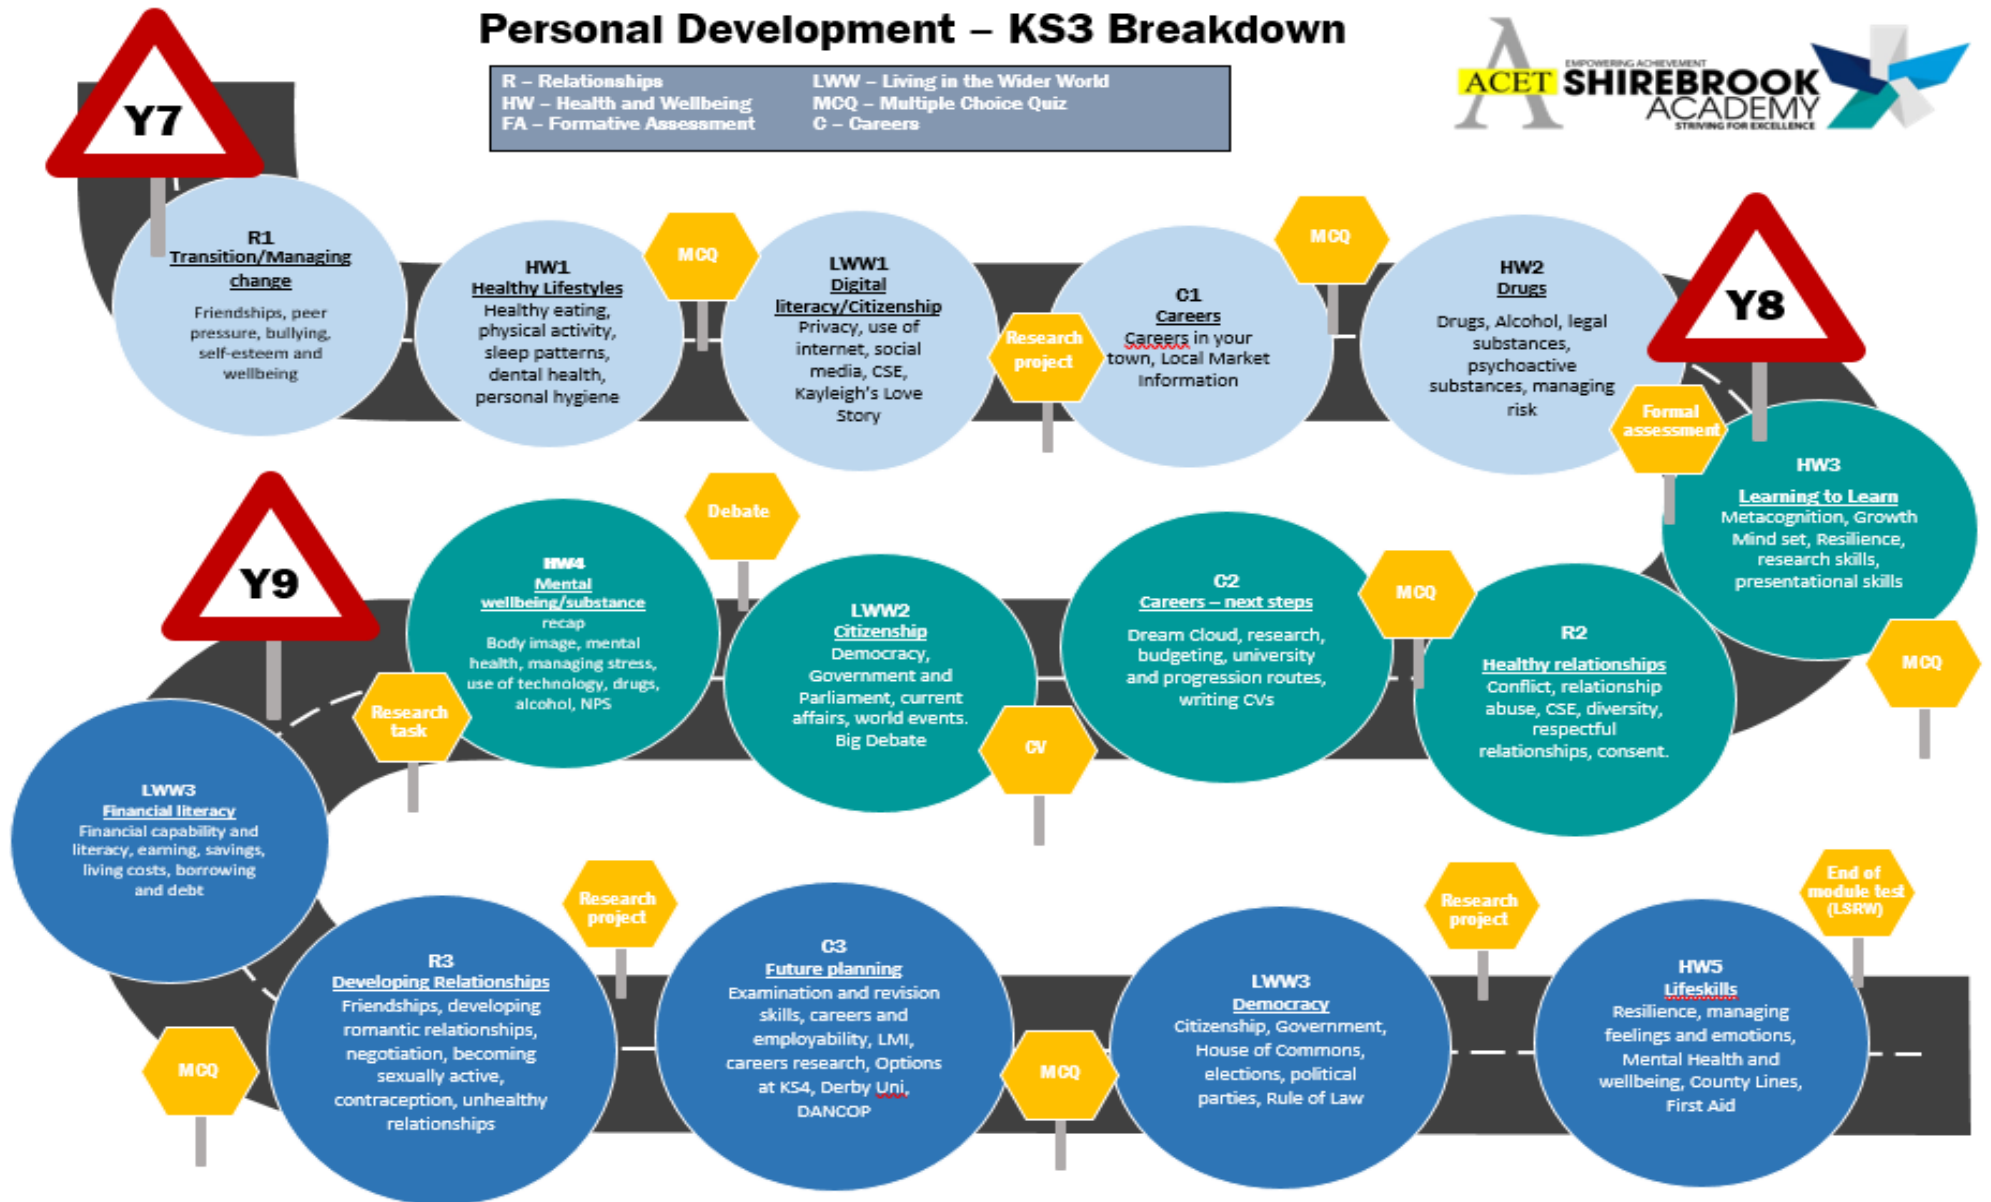 Personal Development – KS3 Breakdown
R – Relationships
HW – Health and Wellbeing
FA – Formative Assessment
LWW – Living in the Wider World
MCQ – Multiple Choice Quiz
C – Careers
EMPOWERING ACHIEVEMENT
A
ACET SHIREBROOK
ACADEMY
STRIVING FOR EXCELLENCE
Y7
R1
Transition/Managing
change
Friendships, peer
pressure, bullying,
self-esteem and
wellbeing
HW1
Healthy Lifestyles
Healthy eating,
physical activity,
sleep patterns,
dental health,
personal hygiene
MCQ
LWW1
Digital
literacy/Citizenship
Privacy, use of
internet, social
media, CSE,
Kayleigh's Love
Story
Research
project
C1
Careers
Careers in your
town, Local Market
Information
MCQ
HW2
Drugs
Drugs, Alcohol, legal
substances,
psychoactive
substances, managing
risk
Formal
assessment
Y8
HW3
Learning to Learn
Metacognition, Growth
Mind set, Resilience,
research skills,
presentational skills
MCQ
R2
Healthy relationships
Conflict, relationship
abuse, CSE, diversity,
respectful
relationships, consent.
MCQ
C2
Careers – next steps
Dream Cloud, research,
budgeting, university
and progression routes,
writing CVs
CV
LWW2
Citizenship
Democracy,
Government and
Parliament, current
affairs, world events.
Big Debate
Debate
HW4
Mental
wellbeing/substance
recap
Body image, mental
health, managing stress,
use of technology, drugs,
alcohol, NPS
Research
task
Y9
LWW3
Financial literacy
Financial capability and
literacy, earning, savings,
living costs, borrowing
and debt
MCQ
R3
Developing Relationships
Friendships, developing
romantic relationships,
negotiation, becoming
sexually active,
contraception, unhealthy
relationships
Research
project
C3
Future planning
Examination and revision
skills, careers and
employability, LMI,
careers research, Options
at KS4, Derby Uni,
DANCOP
MCQ
LWW3
Democracy
Citizenship, Government,
House of Commons,
elections, political
parties, Rule of Law
Research
project
HW5
Lifeskills
Resilience, managing
feelings and emotions,
Mental Health and
wellbeing, County Lines,
First Aid
End of
module test
(LSRW)